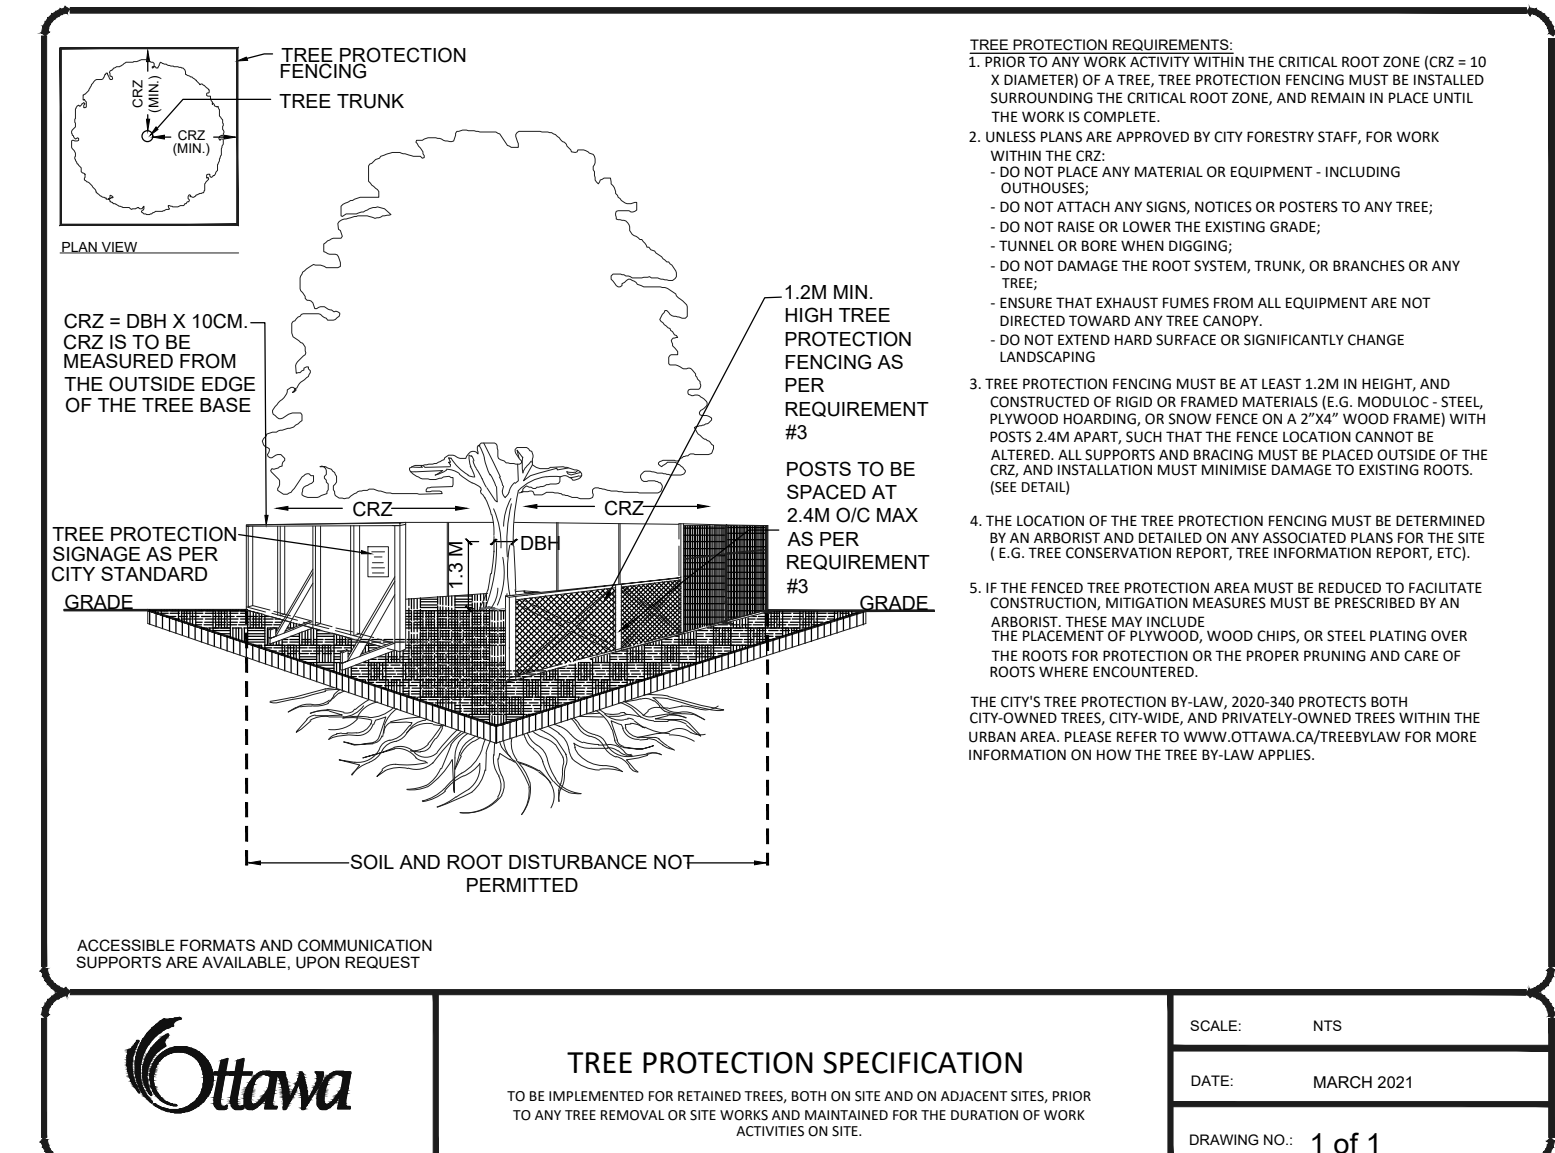 TREE PROTECTION
FENCING
TREE TRUNK
CRZ
(MIN.)
CRZ
(MIN.)
PLAN VIEW
CRZ = DBH X 10CM.
CRZ IS TO BE
MEASURED FROM
THE OUTSIDE EDGE
OF THE TREE BASE
1.2M MIN.
HIGH TREE
PROTECTION
FENCING AS
PER
REQUIREMENT
#3
POSTS TO BE
SPACED AT
2.4M O/C MAX
AS PER
REQUIREMENT
#3
CRZ
CRZ
TREE PROTECTION
SIGNAGE AS PER
CITY STANDARD
DBH
1.3 M
GRADE
GRADE
SOIL AND ROOT DISTURBANCE NOT
PERMITTED
ACCESSIBLE FORMATS AND COMMUNICATION
SUPPORTS ARE AVAILABLE, UPON REQUEST
TREE PROTECTION REQUIREMENTS:
1. PRIOR TO ANY WORK ACTIVITY WITHIN THE CRITICAL ROOT ZONE (CRZ = 10
X DIAMETER) OF A TREE, TREE PROTECTION FENCING MUST BE INSTALLED
SURROUNDING THE CRITICAL ROOT ZONE, AND REMAIN IN PLACE UNTIL
THE WORK IS COMPLETE.
2. UNLESS PLANS ARE APPROVED BY CITY FORESTRY STAFF, FOR WORK
WITHIN THE CRZ:
- DO NOT PLACE ANY MATERIAL OR EQUIPMENT - INCLUDING
OUTHOUSES;
- DO NOT ATTACH ANY SIGNS, NOTICES OR POSTERS TO ANY TREE;
- DO NOT RAISE OR LOWER THE EXISTING GRADE;
- TUNNEL OR BORE WHEN DIGGING;
- DO NOT DAMAGE THE ROOT SYSTEM, TRUNK, OR BRANCHES OR ANY
TREE;
- ENSURE THAT EXHAUST FUMES FROM ALL EQUIPMENT ARE NOT
DIRECTED TOWARD ANY TREE CANOPY.
- DO NOT EXTEND HARD SURFACE OR SIGNIFICANTLY CHANGE
LANDSCAPING
3. TREE PROTECTION FENCING MUST BE AT LEAST 1.2M IN HEIGHT, AND
CONSTRUCTED OF RIGID OR FRAMED MATERIALS (E.G. MODULOC - STEEL,
PLYWOOD HOARDING, OR SNOW FENCE ON A 2”X4” WOOD FRAME) WITH
POSTS 2.4M APART, SUCH THAT THE FENCE LOCATION CANNOT BE
ALTERED. ALL SUPPORTS AND BRACING MUST BE PLACED OUTSIDE OF THE
CRZ, AND INSTALLATION MUST MINIMISE DAMAGE TO EXISTING ROOTS.
(SEE DETAIL)
4. THE LOCATION OF THE TREE PROTECTION FENCING MUST BE DETERMINED
BY AN ARBORIST AND DETAILED ON ANY ASSOCIATED PLANS FOR THE SITE
( E.G. TREE CONSERVATION REPORT, TREE INFORMATION REPORT, ETC).
5. IF THE FENCED TREE PROTECTION AREA MUST BE REDUCED TO FACILITATE
CONSTRUCTION, MITIGATION MEASURES MUST BE PRESCRIBED BY AN
ARBORIST. THESE MAY INCLUDE
THE PLACEMENT OF PLYWOOD, WOOD CHIPS, OR STEEL PLATING OVER
THE ROOTS FOR PROTECTION OR THE PROPER PRUNING AND CARE OF
ROOTS WHERE ENCOUNTERED.
THE CITY'S TREE PROTECTION BY-LAW, 2020-340 PROTECTS BOTH
CITY-OWNED TREES, CITY-WIDE, AND PRIVATELY-OWNED TREES WITHIN THE
URBAN AREA. PLEASE REFER TO WWW.OTTAWA.CA/TREEBYLAW FOR MORE
INFORMATION ON HOW THE TREE BY-LAW APPLIES.
Ottawa
TREE PROTECTION SPECIFICATION
TO BE IMPLEMENTED FOR RETAINED TREES, BOTH ON SITE AND ON ADJACENT SITES, PRIOR
TO ANY TREE REMOVAL OR SITE WORKS AND MAINTAINED FOR THE DURATION OF WORK
ACTIVITIES ON SITE.
SCALE: NTS
DATE: MARCH 2021
DRAWING NO.: 1 of 1